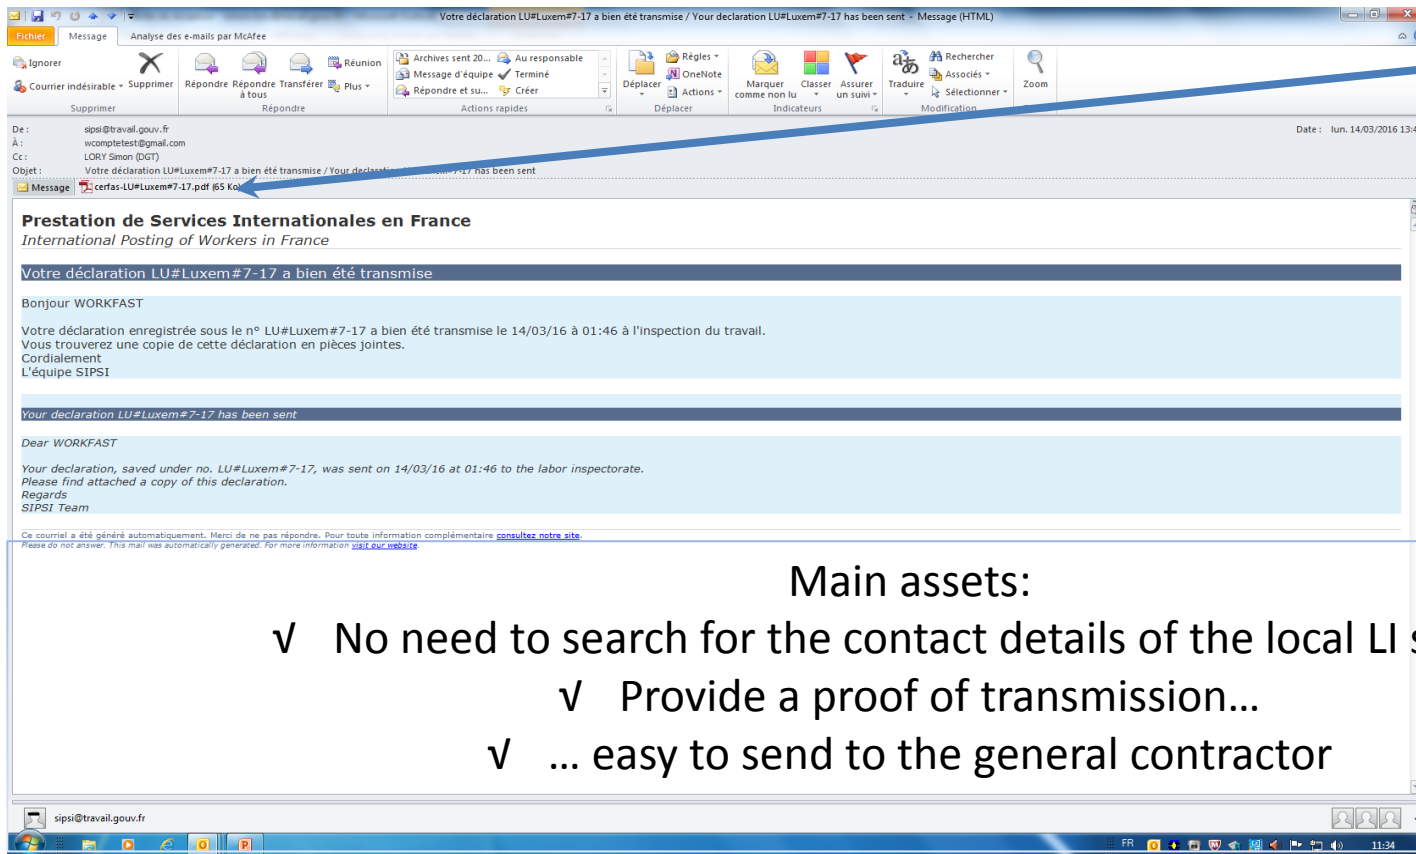 Votre déclaration LU#Luxem#7-17 a bien été transmise / Your declaration LU#Luxem#7-17 has been sent - Message (HTML)
Fichier Message Analyse des e-mails par McAfee
Ignorer
Courrier indésirable
Supprimer
Supprimer
Répondre
Répondre à tous
Transférer
Réunion
Plus
Répondre
Archives sent 20...
Message d'équipe
Répondre et su...
Au responsable
Terminé
Créer
Actions rapides
Déplacer
Règles
OneNote
Actions
Déplacer
Marquer comme non lu
Classer
Assurer un suivi
Indicateurs
Traduire
Rechercher
Associés
Sélectionner
Modification
Zoom
De : sipsi@travail.gouv.fr
Date : lun. 14/03/2016 13:4
À : wcomptetest@gmail.com
Cc : LORY Simon (DGT)
Objet : Votre déclaration LU#Luxem#7-17 a bien été transmise / Your has been sent
Message cerfas-LU#Luxem#7-17.pdf (65 Ko)
Prestation de Services Internationales en France
International Posting of Workers in France
Votre déclaration LU#Luxem#7-17 a bien été transmise
Bonjour WORKFAST
Votre déclaration enregistrée sous le n° LU#Luxem#7-17 a bien été transmise le 14/03/16 à 01:46 à l'inspection du travail.
Vous trouverez une copie de cette déclaration en pièces jointes.
Cordialement
L'équipe SIPSI
Your declaration LU#Luxem#7-17 has been sent
Dear WORKFAST
Your declaration, saved under no. LU#Luxem#7-17, was sent on 14/03/16 at 01:46 to the labor inspectorate.
Please find attached a copy of this declaration.
Regards
SIPSI Team
Ce courriel a été généré automatiquement. Merci de ne pas répondre. Pour toute information complémentaire consultez notre site.
Please do not answer. This mail was automatically generated. For more information visit our website.
Main assets:
√ No need to search for the contact details of the local LI s
√ Provide a proof of transmission…
√ … easy to send to the general contractor
sipsi@travail.gouv.fr
FR
11:34